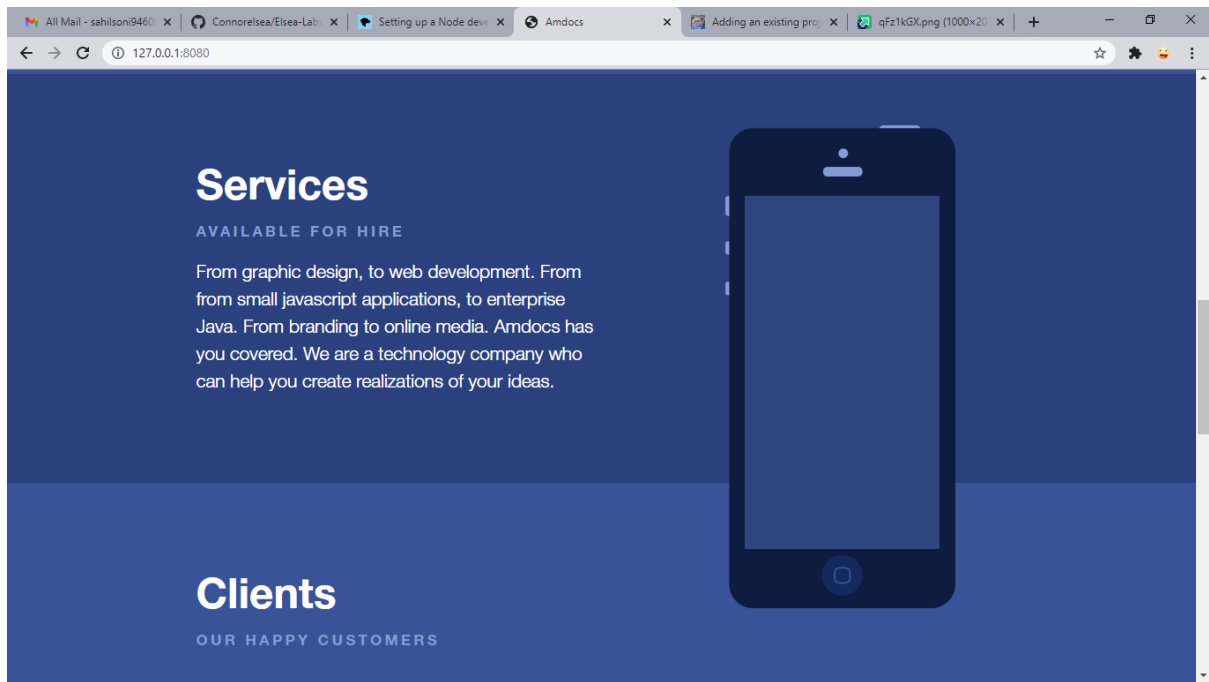 All Mail - sahilsoni9460
Connorelsea/Elsea-Labs
Setting up a Node deve
Amdocs
Adding an existing proj
qFz1kGX.png (1000×20
127.0.0.1:8080
Services
AVAILABLE FOR HIRE
From graphic design, to web development. From
from small javascript applications, to enterprise
Java. From branding to online media. Amdocs has
you covered. We are a technology company who
can help you create realizations of your ideas.
Clients
OUR HAPPY CUSTOMERS